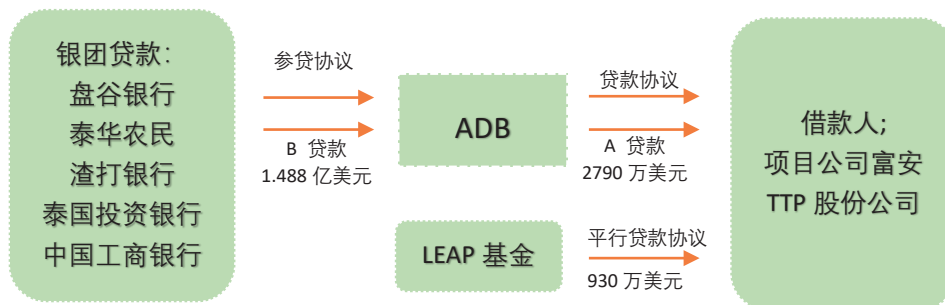 银团贷款：
盘谷银行
泰华农民
渣打银行
泰国投资银行
中国工商银行
参贷协议
B 贷款
1.488 亿美元
ADB
贷款协议
A 贷款
2790 万美元
LEAP 基金
平行贷款协议
930 万美元
借款人;
项目公司富安
TTP 股份公司